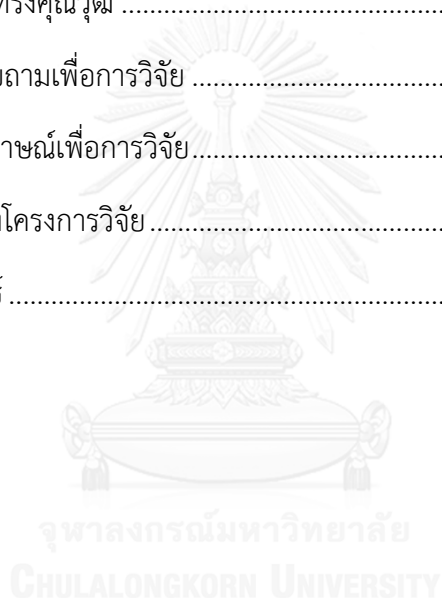 ทรงคุณวุฒิ ........................................
ถามเพื่อการวิจัย ........................................
ภาษณ์เพื่อการวิจัย........................................
โครงการวิจัย ........................................
........................................
จุฬาลงกรณ์มหาวิทยาลัย
CHULALONGKORN UNIVERSITY